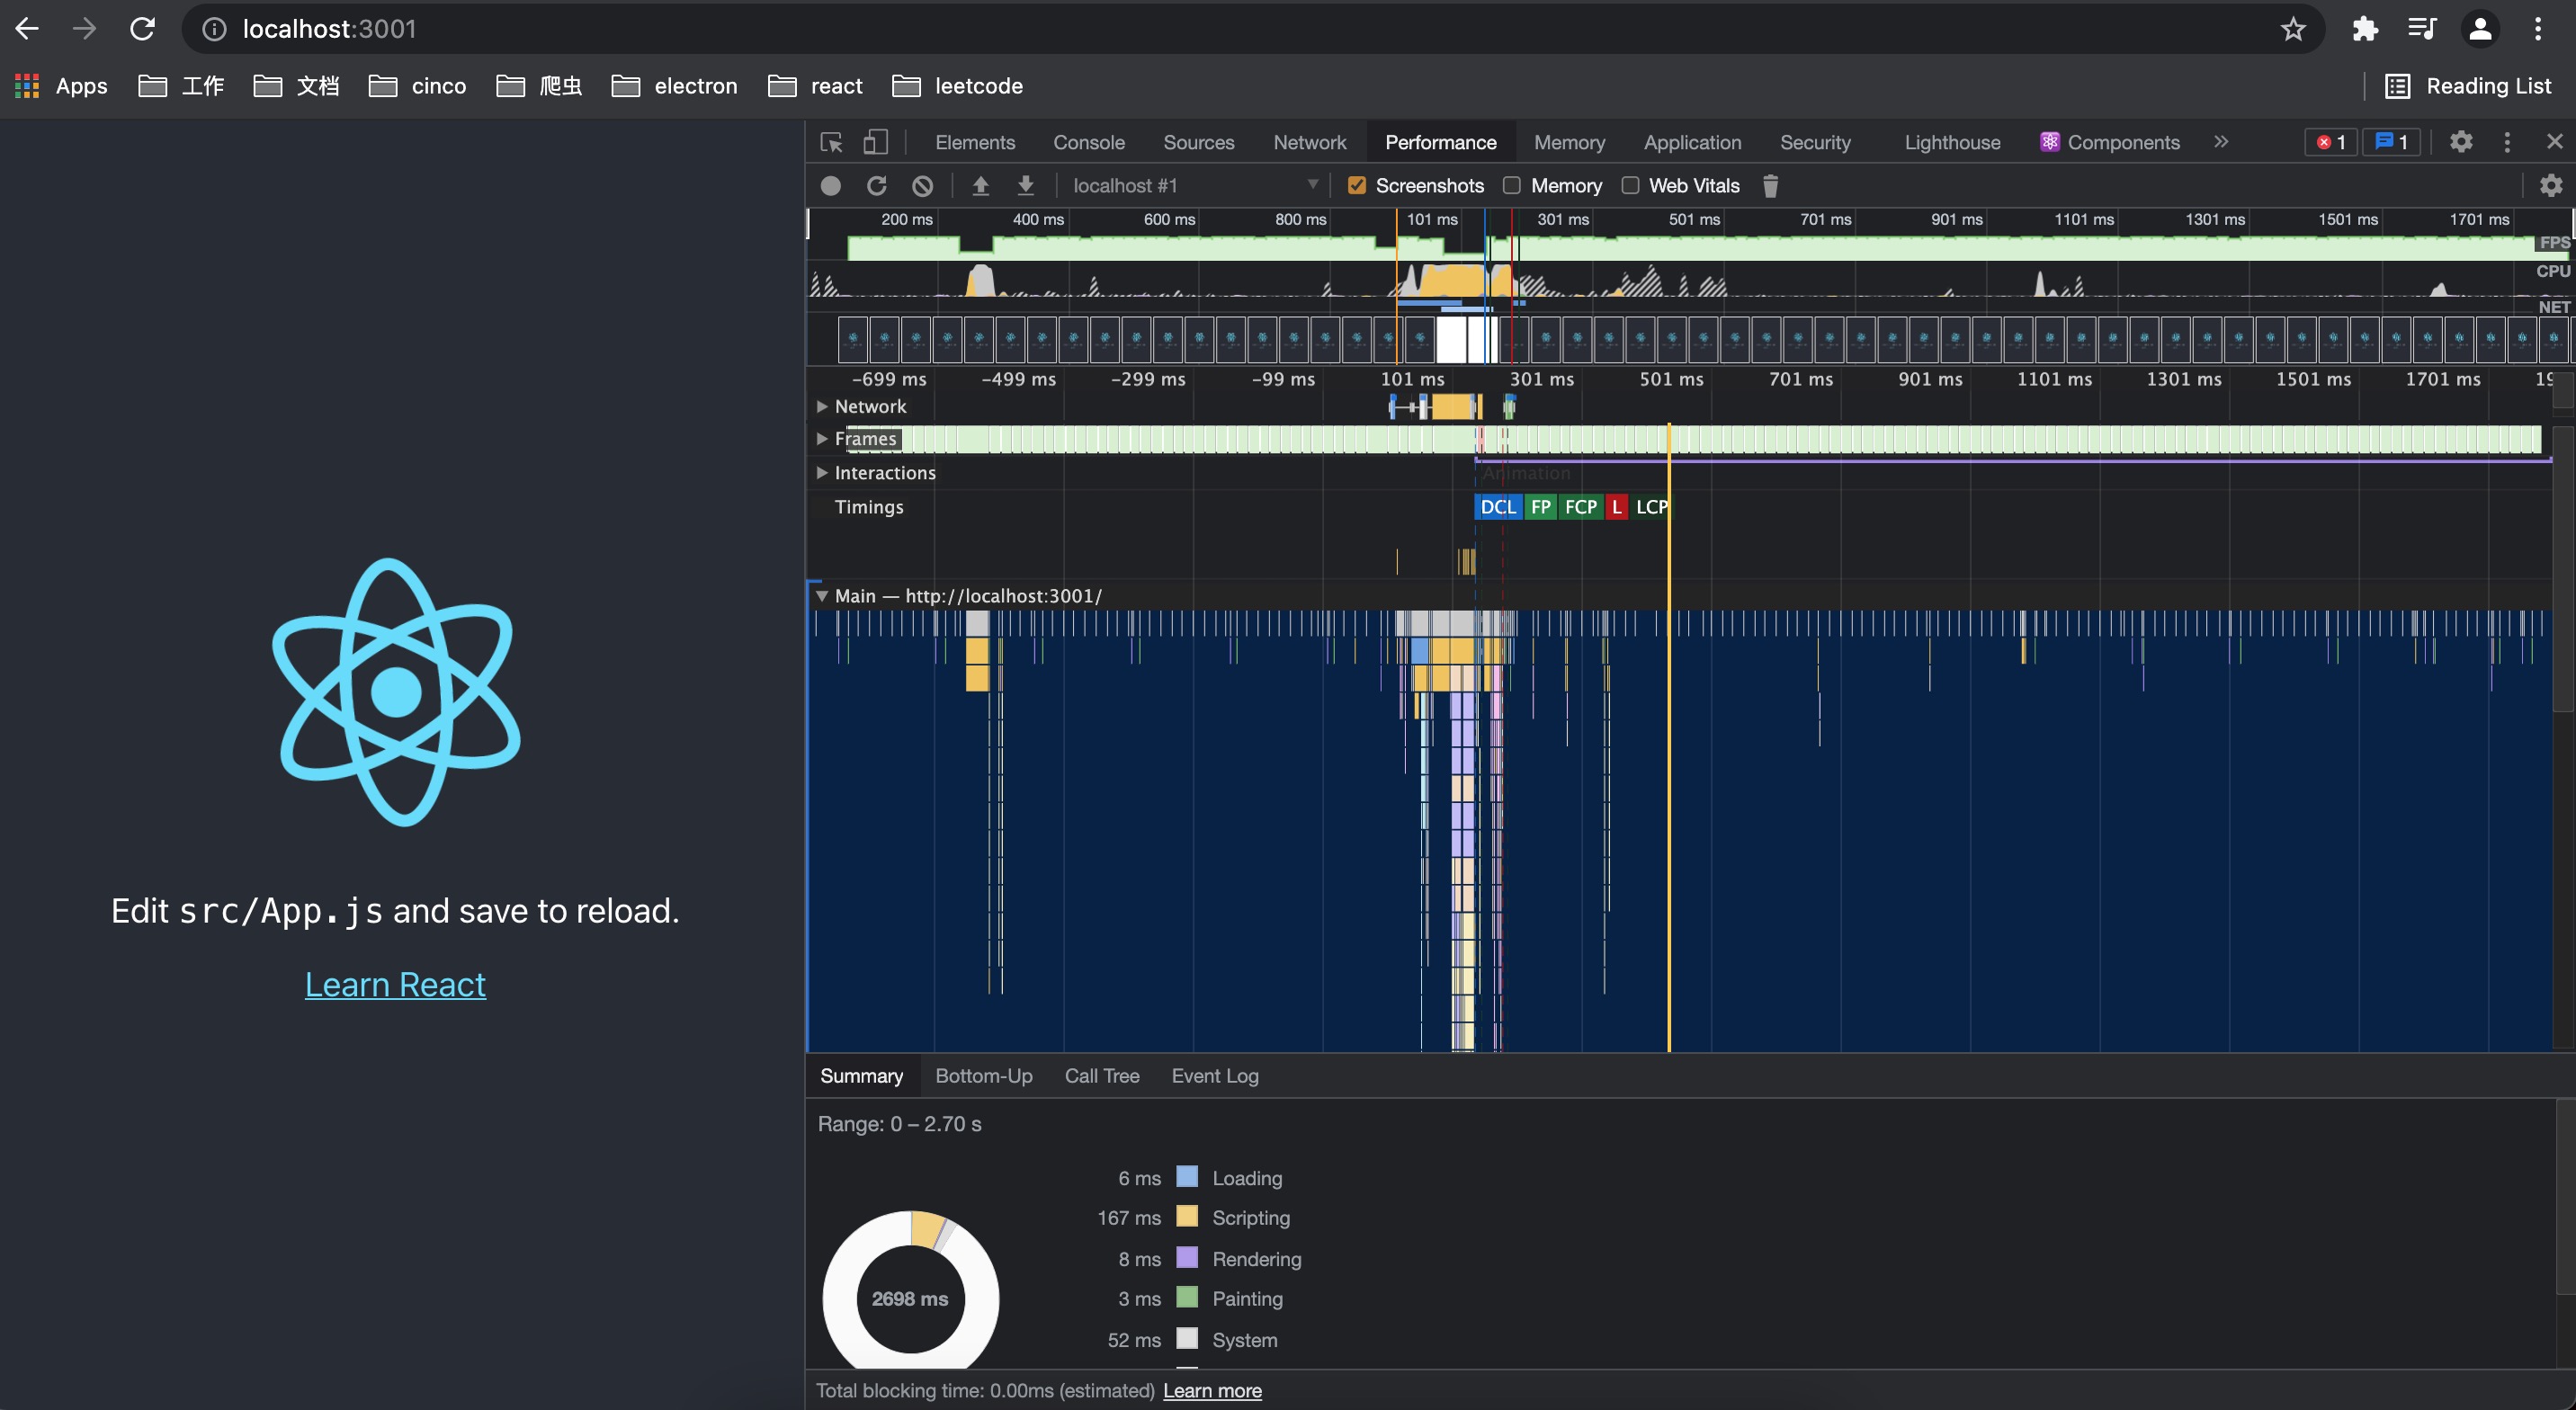 localhost:3001
Apps 工作 文档 cinco 爬虫 electron react leetcode Reading List
Elements Console Sources Network Performance Memory Application Security Lighthouse Components » 1 1
localhost #1 Screenshots Memory Web Vitals
200 ms 400 ms 600 ms 800 ms 101 ms 301 ms 501 ms 701 ms 901 ms 1101 ms 1301 ms 1501 ms 1701 ms
FPS
CPU
NET
-699 ms -499 ms -299 ms -99 ms 101 ms 301 ms 501 ms 701 ms 901 ms 1101 ms 1301 ms 1501 ms 1701 ms
Network
Frames
Interactions Animation
Timings DCL FP FCP L LCP
Main — http://localhost:3001/
Edit src/App.js and save to reload.
Learn React
Summary Bottom-Up Call Tree Event Log
Range: 0 – 2.70 s
6 ms Loading
167 ms Scripting
8 ms Rendering
2698 ms
3 ms Painting
52 ms System
Total blocking time: 0.00ms (estimated) Learn more